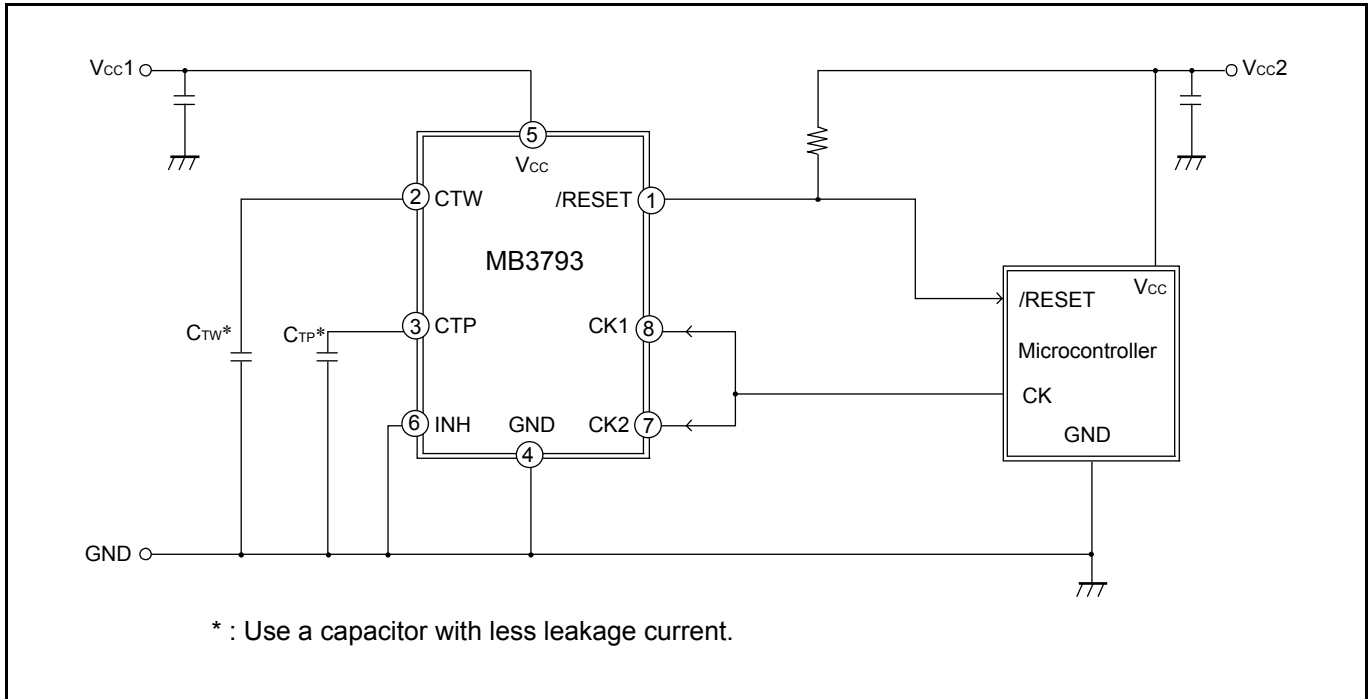 Vcc1
Vcc2
5
Vcc
2 CTW
/RESET 1
MB3793
Vcc
/RESET
CTW*
CTP*
3 CTP
CK1 8
Microcontroller
CK
6 INH
GND
CK2 7
GND
4
GND
* : Use a capacitor with less leakage current.